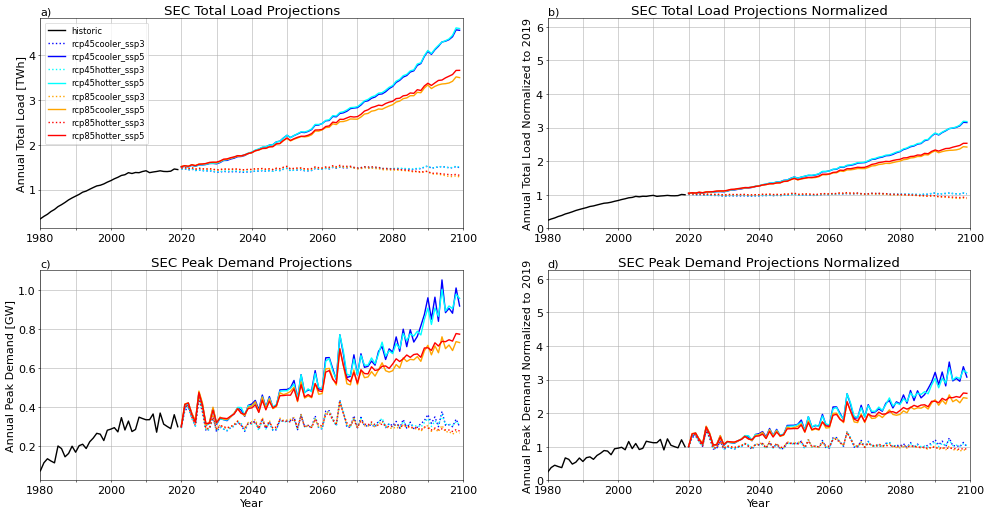 a)
SEC Total Load Projections
Annual Total Load [TWh]
4
3
2
1
historic
rcp45cooler_ssp3
rcp45cooler_ssp5
rcp45hotter_ssp3
rcp45hotter_ssp5
rcp85cooler_ssp3
rcp85cooler_ssp5
rcp85hotter_ssp3
rcp85hotter_ssp5
1980 2000 2020 2040 2060 2080 2100
b)
SEC Total Load Projections Normalized
Annual Total Load Normalized to 2019
6
5
4
3
2
1
0
1980 2000 2020 2040 2060 2080 2100
c)
SEC Peak Demand Projections
Annual Peak Demand [GW]
1.0
0.8
0.6
0.4
0.2
1980 2000 2020 2040 2060 2080 2100
Year
d)
SEC Peak Demand Projections Normalized
Annual Peak Demand Normalized to 2019
6
5
4
3
2
1
0
1980 2000 2020 2040 2060 2080 2100
Year